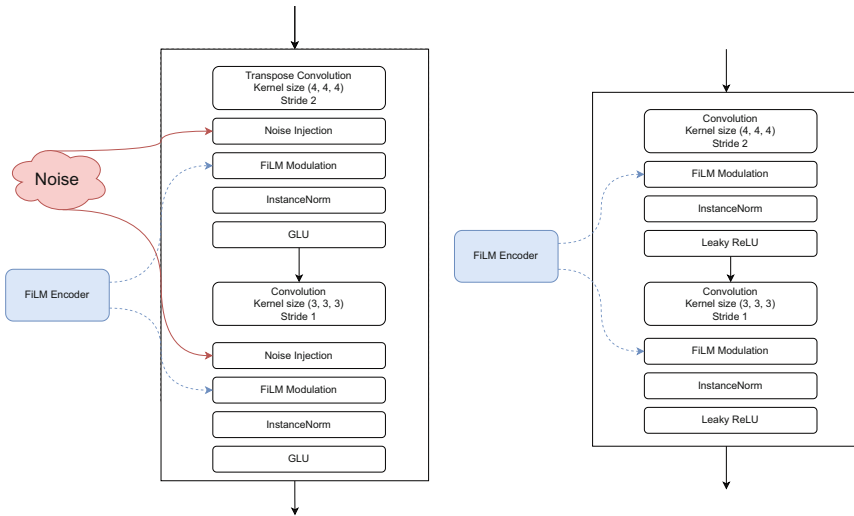 Transpose Convolution
Kernel size (4, 4, 4)
Stride 2
Noise Injection
FiLM Modulation
InstanceNorm
GLU
Convolution
Kernel size (3, 3, 3)
Stride 1
Noise Injection
FiLM Modulation
InstanceNorm
GLU
Noise
FiLM Encoder
Convolution
Kernel size (4, 4, 4)
Stride 2
FiLM Modulation
InstanceNorm
Leaky ReLU
Convolution
Kernel size (3, 3, 3)
Stride 1
FiLM Modulation
InstanceNorm
Leaky ReLU
FiLM Encoder